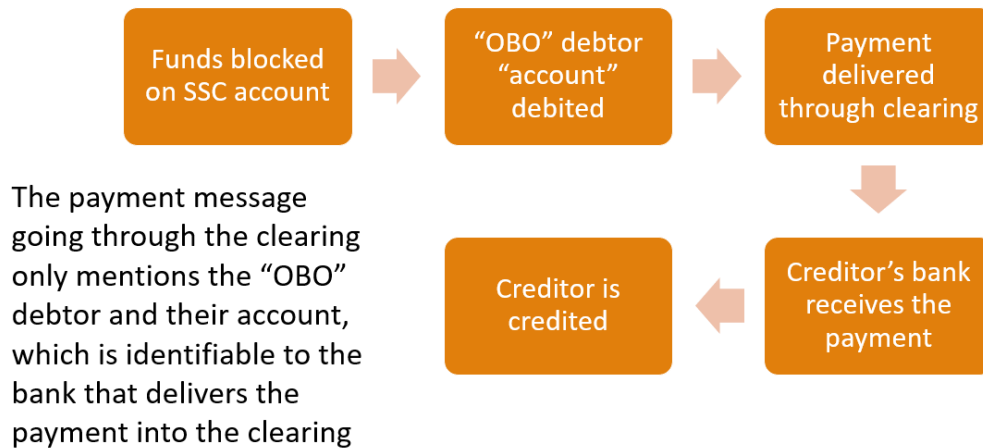 Funds blocked
on SSC account
“OBO” debtor
“account”
debited
Payment
delivered
through clearing
The payment message
going through the clearing
only mentions the “OBO”
debtor and their account,
which is identifiable to the
bank that delivers the
payment into the clearing
Creditor is
credited
Creditor’s bank
receives the
payment